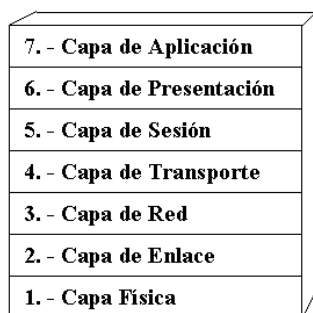 7. - Capa de Aplicación
6. - Capa de Presentación
5. - Capa de Sesión
4. - Capa de Transporte
3. - Capa de Red
2. - Capa de Enlace
1. - Capa Física